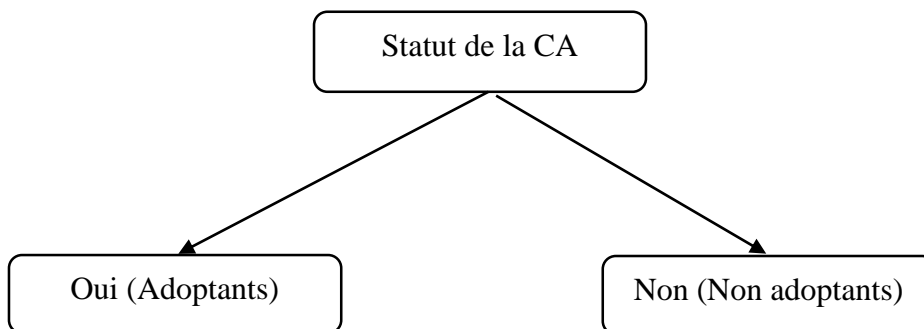 Statut de la CA
Oui (Adoptants)
Non (Non adoptants)